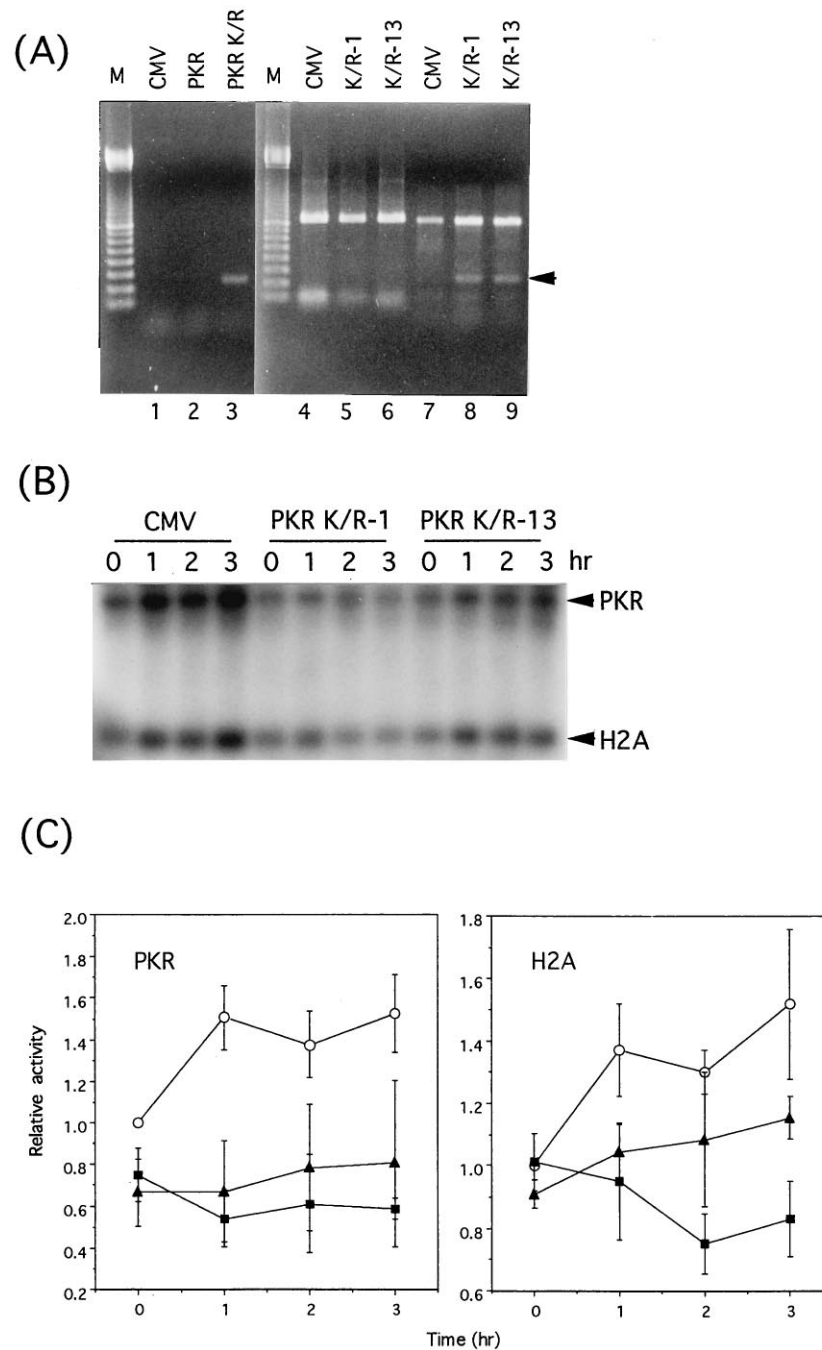 (A)
M CMV PKR PKR K/R M CMV K/R-1 K/R-13 CMV K/R-1 K/R-13
1 2 3 4 5 6 7 8 9
(B)
CMV PKR K/R-1 PKR K/R-13
0 1 2 3 0 1 2 3 0 1 2 3 hr
PKR
H2A
(C)
PKR
2.0
1.8
1.6
1.4
1.2
1.0
0.8
0.6
0.4
0.2
Relative activity
0 1 2 3
H2A
1.8
1.6
1.4
1.2
1.0
0.8
0.6
0 1 2 3
Time (hr)